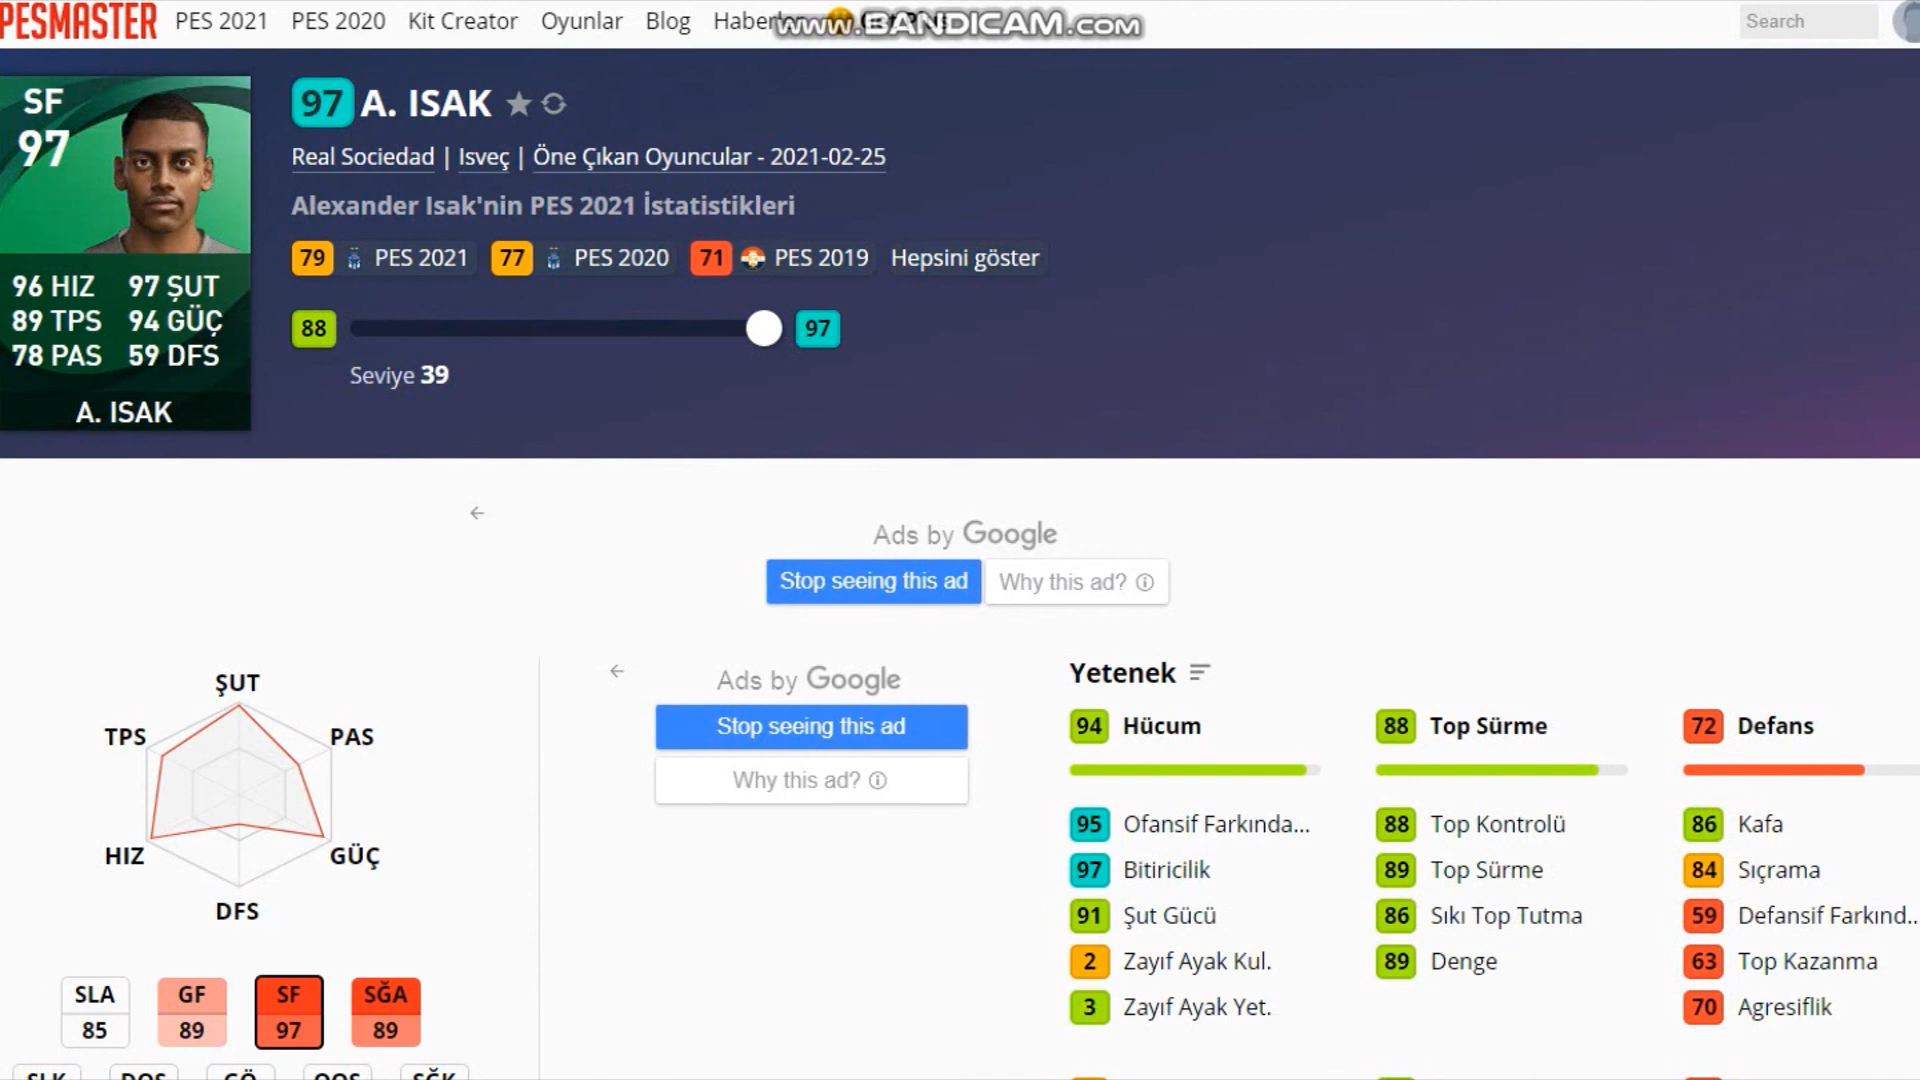 PESMASTER PES 2021 PES 2020 Kit Creator Oyunlar Blog
www.BANDICAM.com
Search
SF
97
96 HIZ 97 ŞUT
89 TPS 94 GÜÇ
78 PAS 59 DFS
A. ISAK
97 A. ISAK
Real Sociedad | Isveç | Öne Çıkan Oyuncular - 2021-02-25
Alexander Isak'nin PES 2021 İstatistikleri
79 PES 2021 77 PES 2020 71 PES 2019 Hepsini göster
88 97
Seviye 39
Ads by Google
Stop seeing this ad Why this ad?
ŞUT
TPS PAS
HIZ GÜÇ
DFS
SLA GF SF SĞA
85 89 97 89
Ads by Google
Stop seeing this ad
Why this ad?
Yetenek
94 Hücum 88 Top Sürme 72 Defans
95 Ofansif Farkında... 88 Top Kontrolü 86 Kafa
97 Bitiricilik 89 Top Sürme 84 Sıçrama
91 Şut Gücü 86 Sıkı Top Tutma 59 Defansif Farkınd...
2 Zayıf Ayak Kul. 89 Denge 63 Top Kazanma
3 Zayıf Ayak Yet. 70 Agresiflik